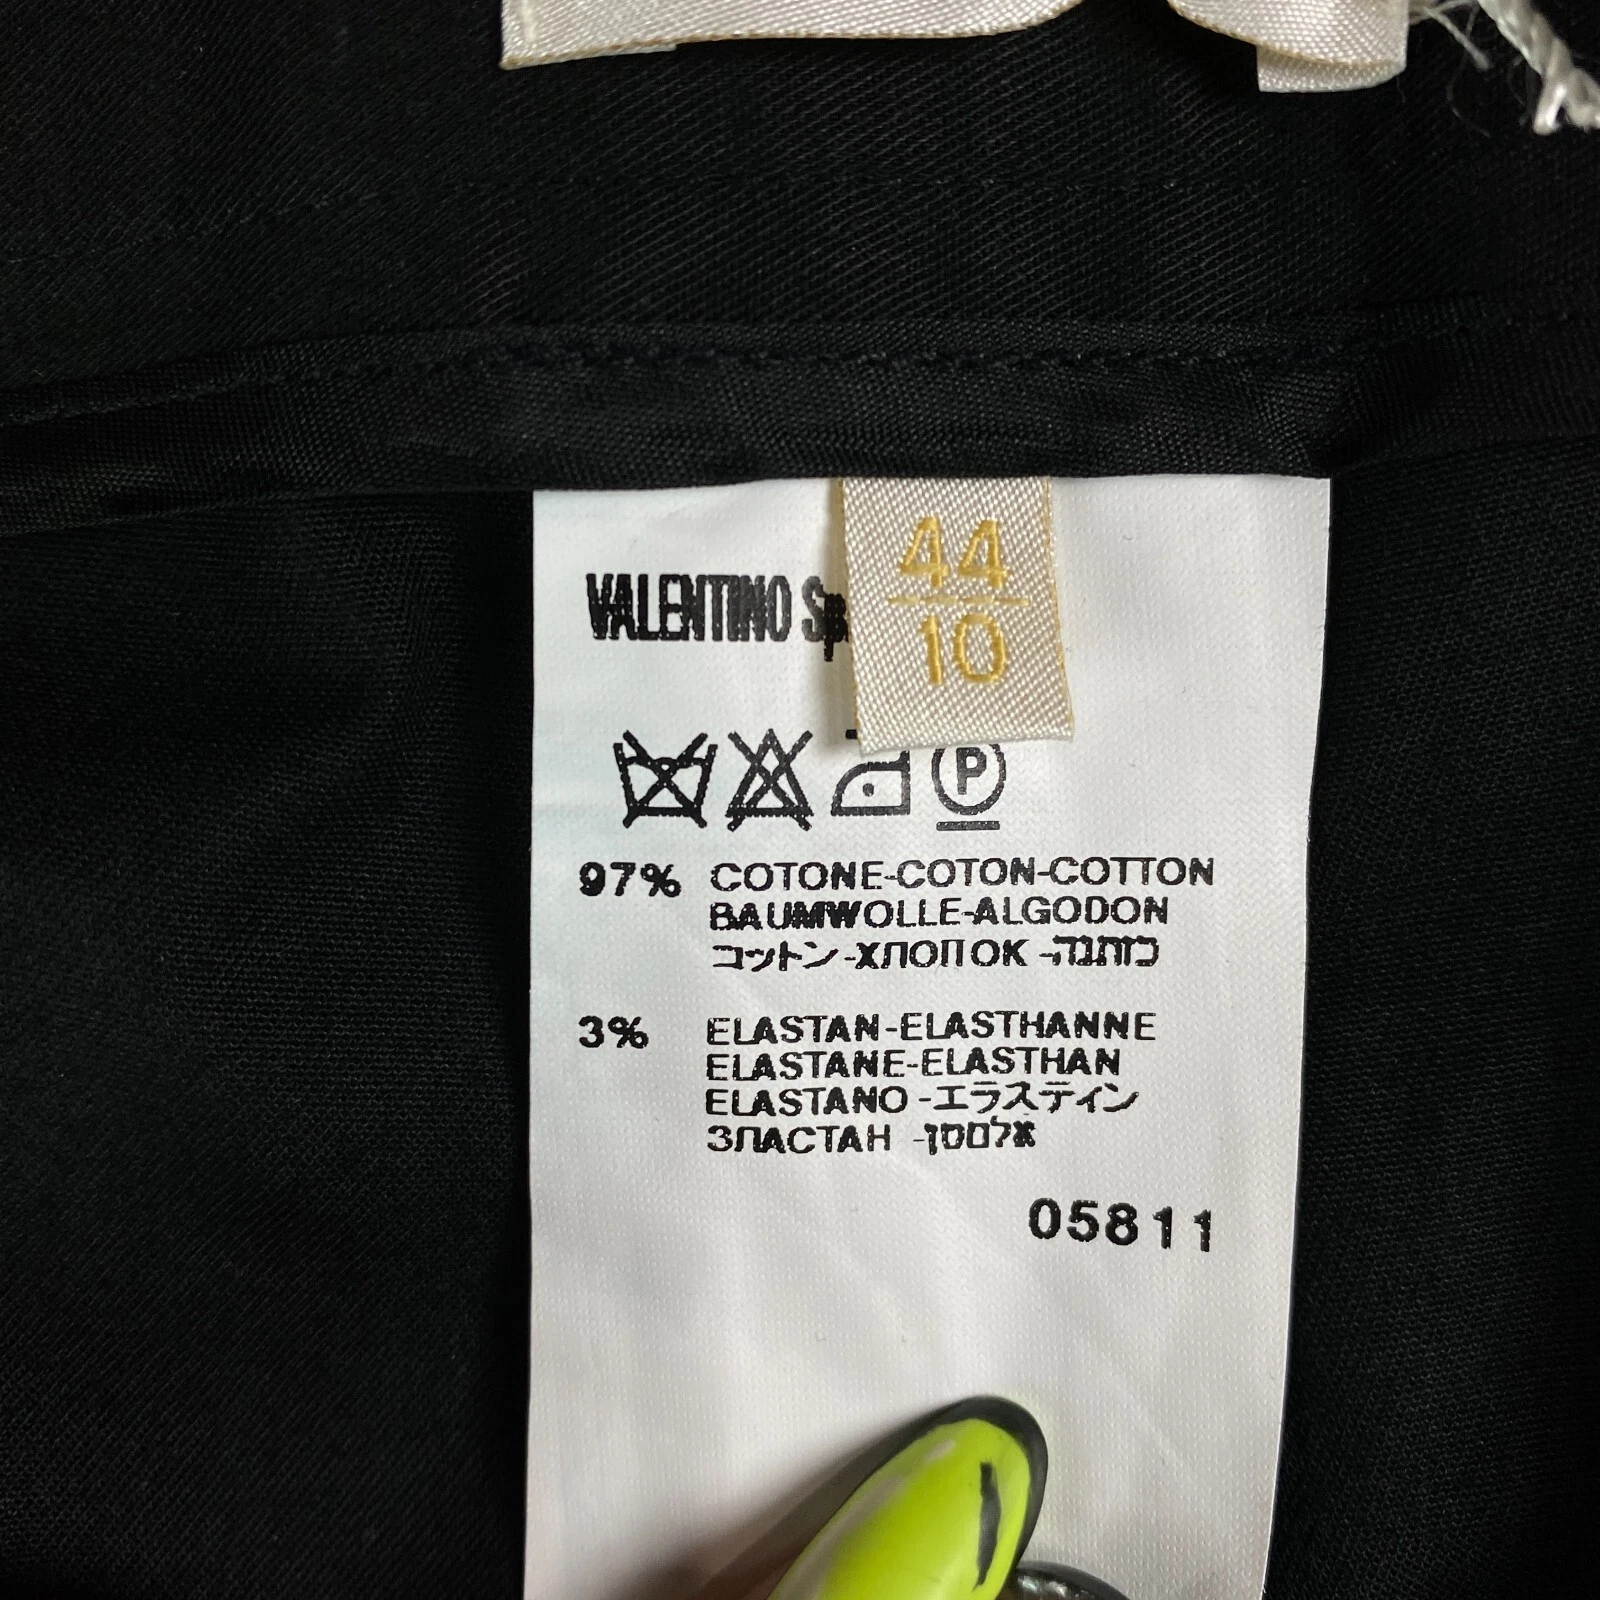 44
10
VALENTINO Sp
P
97% COTONE-COTON-COTTON
BAUMWOLLE-ALGODON
コットン-ХЛОПОК -כותנה
3% ELASTAN-ELASTHANNE
ELASTANE-ELASTHAN
ELASTANO -エラスティン
ЗЛАСТАН -אלסטן
05811